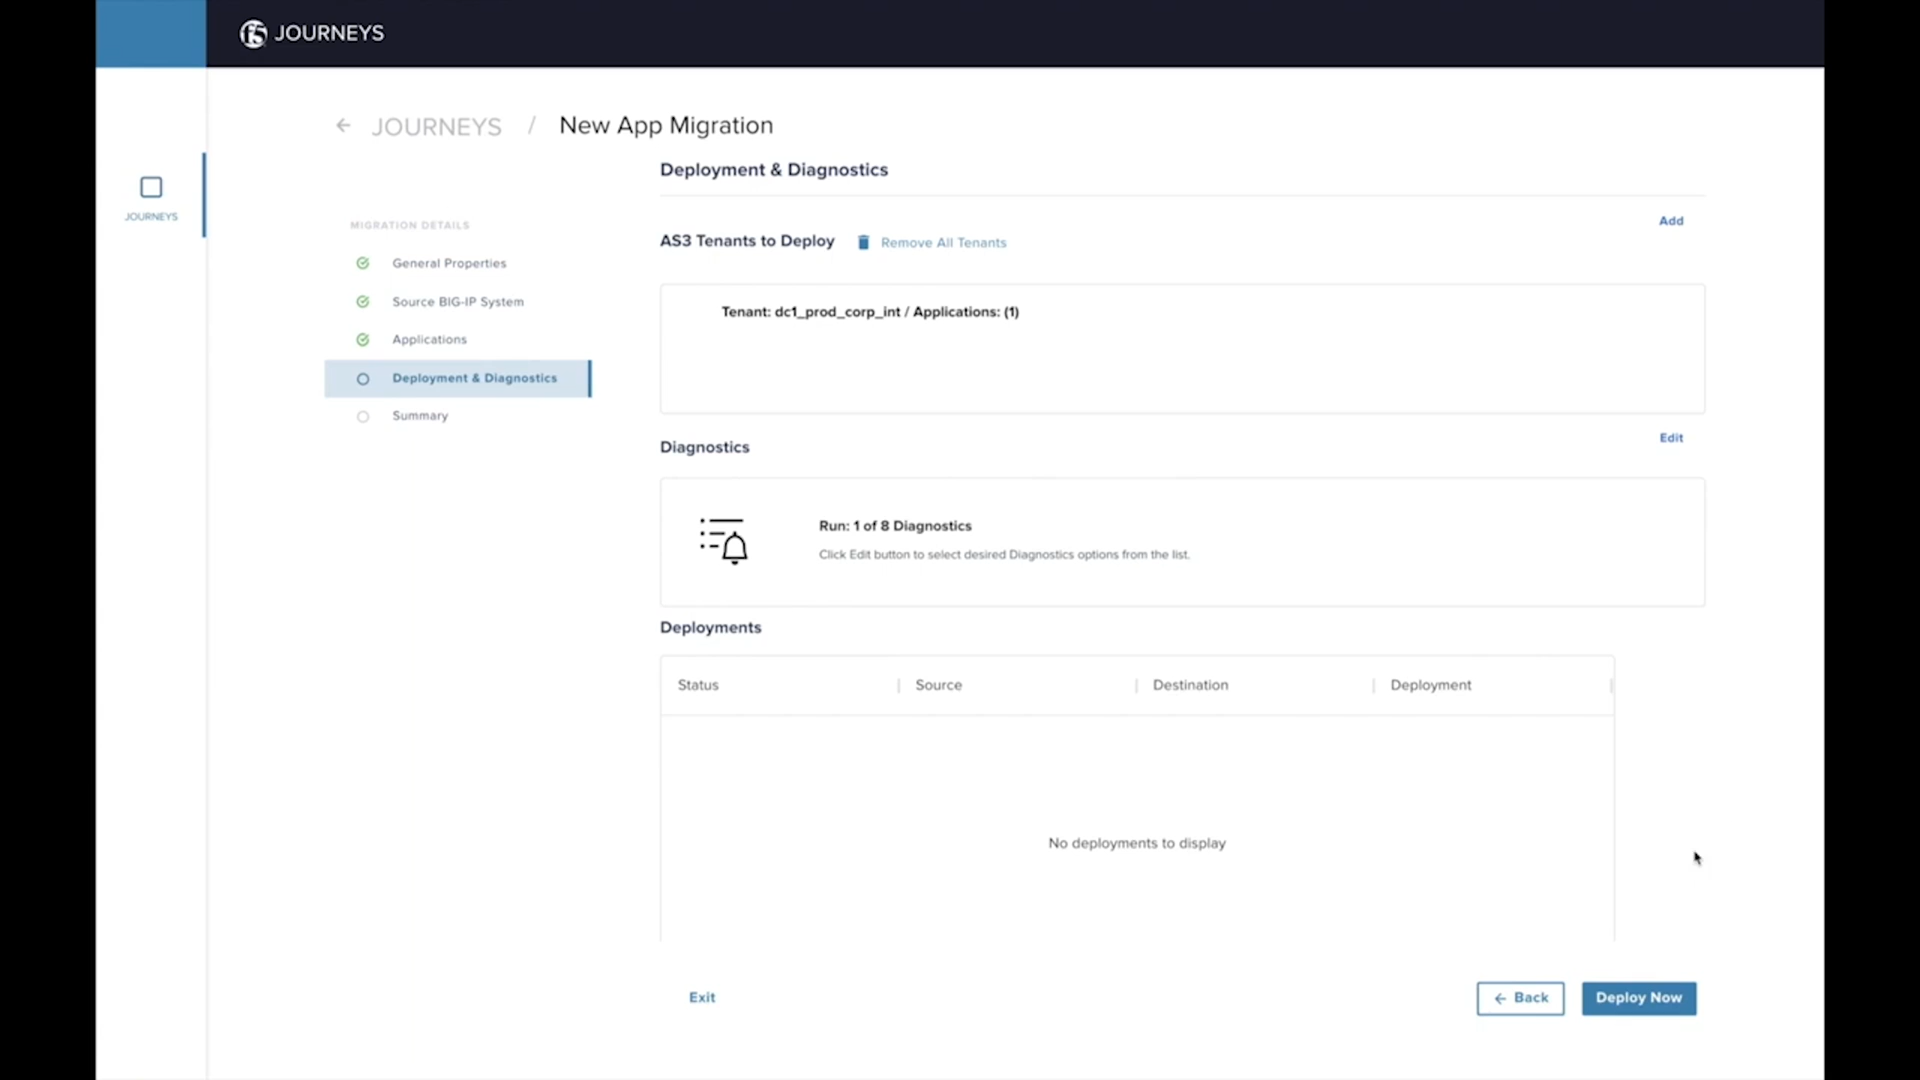 f5 JOURNEYS
JOURNEYS
JOURNEYS / New App Migration
MIGRATION DETAILS
General Properties
Source BIG-IP System
Applications
Deployment & Diagnostics
Summary
Deployment & Diagnostics
Add
AS3 Tenants to Deploy Remove All Tenants
Tenant: dc1_prod_corp_int / Applications: (1)
Edit
Diagnostics
Run: 1 of 8 Diagnostics
Click Edit button to select desired Diagnostics options from the list.
Deployments
Status Source Destination Deployment
No deployments to display
Exit Back Deploy Now